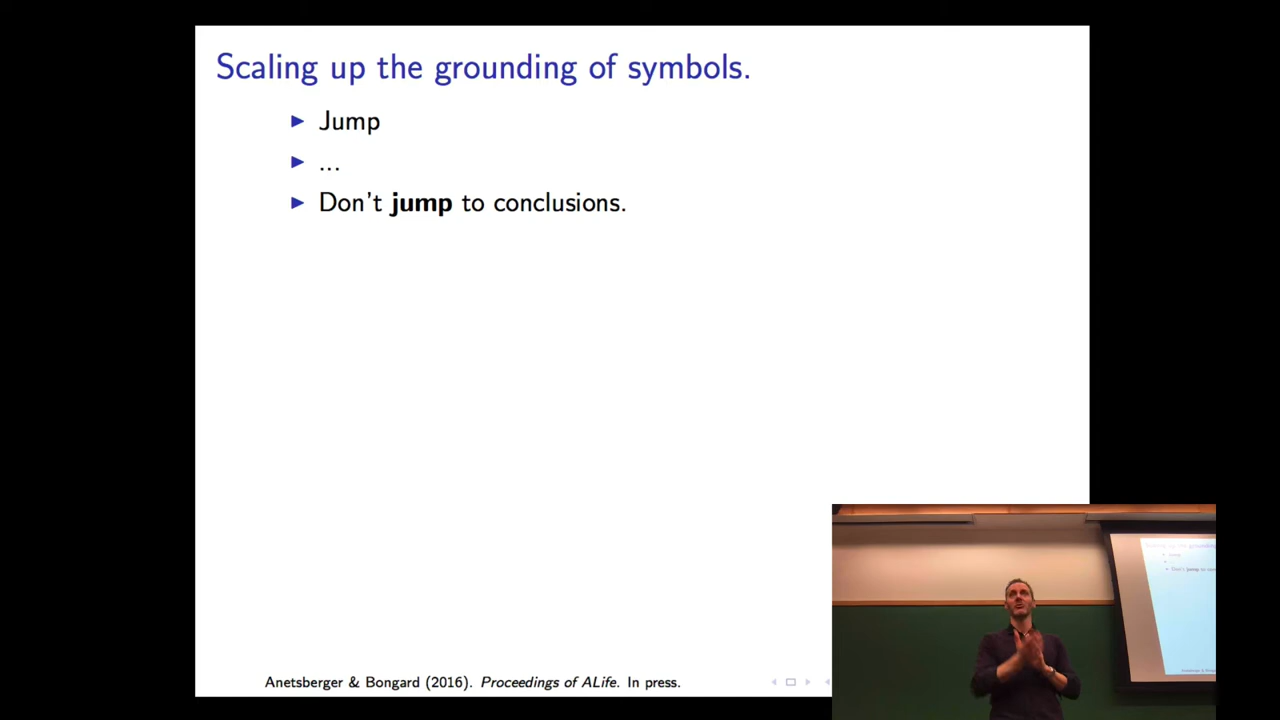 Scaling up the grounding of symbols.
Jump
...
Don't jump to conclusions.
Anetsberger & Bongard (2016). Proceedings of ALife. In press.